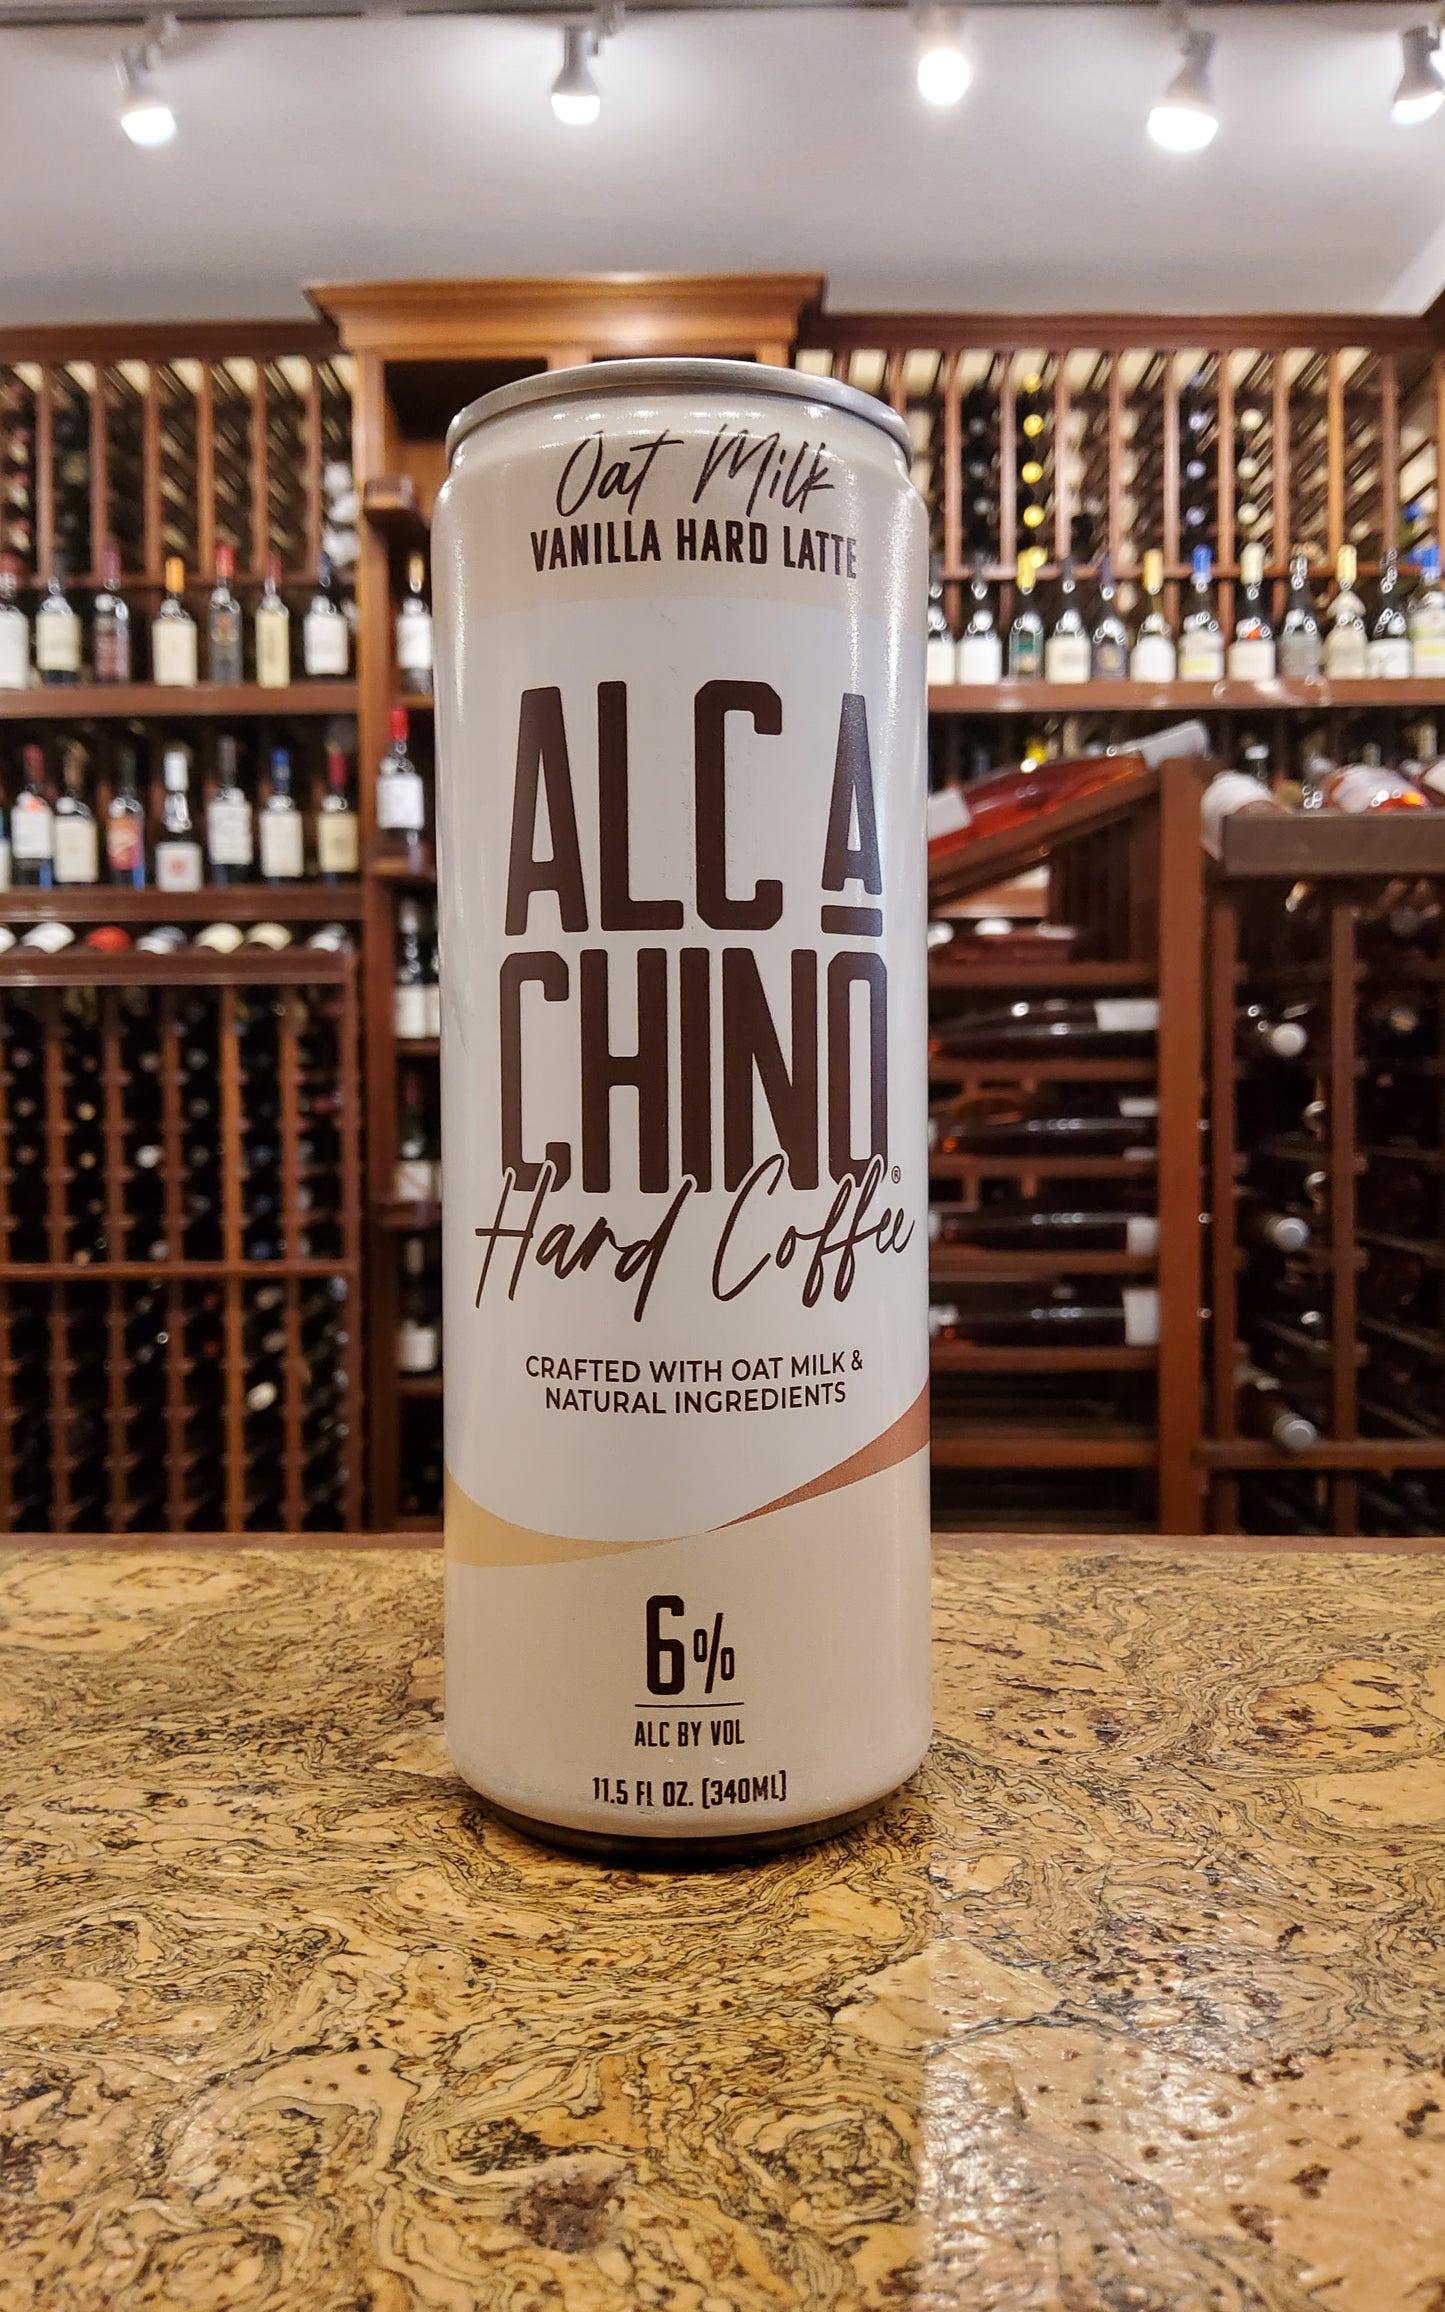 Oat Milk
VANILLA HARD LATTE
ALC A
CHINO®
Hard Coffee
CRAFTED WITH OAT MILK &
NATURAL INGREDIENTS
6%
ALC BY VOL
11.5 FL OZ. (340ML)